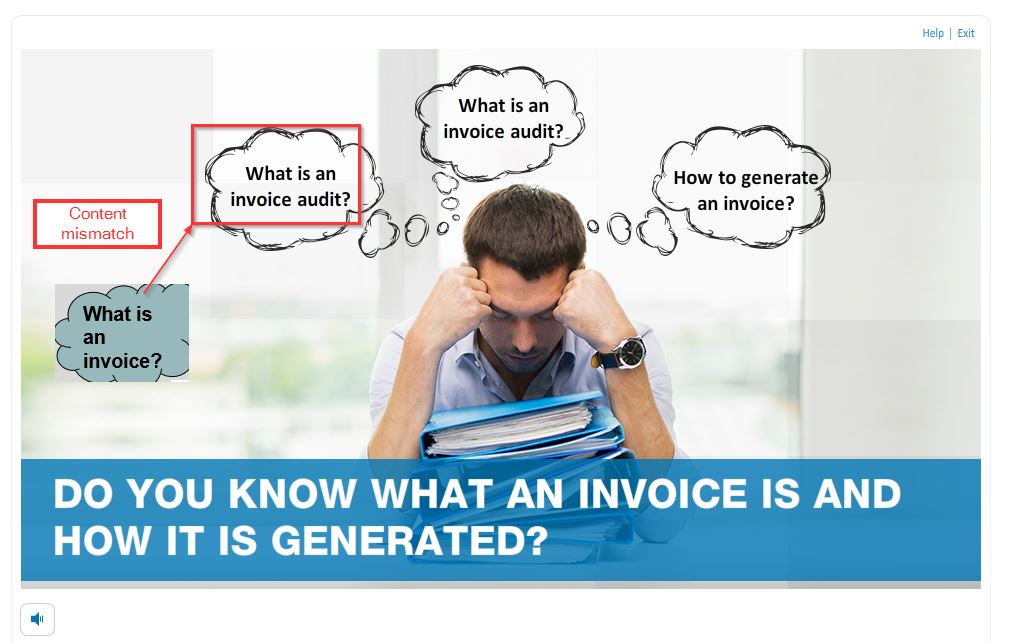 Help | Exit
What is an
invoice audit?
What is an
invoice audit?
How to generate
an invoice?
Content
mismatch
What is
an
invoice?
DO YOU KNOW WHAT AN INVOICE IS AND
HOW IT IS GENERATED?